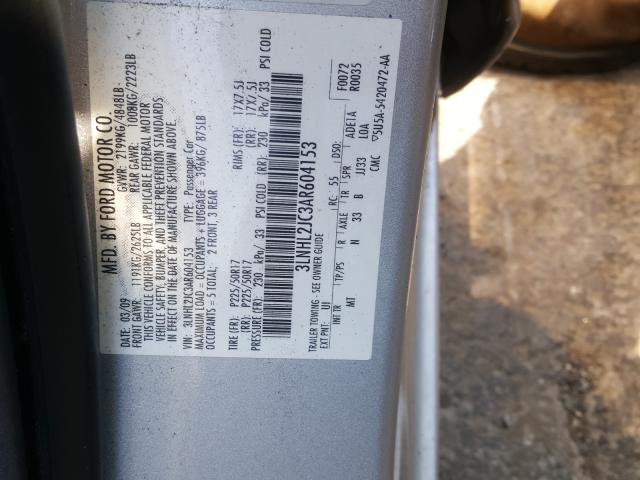 MFD. BY FORD MOTOR CO.
DATE: 03/09 GVWR: 2199KG/4848LB
FRONT GAWR: 1191KG/2625LB REAR GAWR: 1008KG/2223LB
THIS VEHICLE CONFORMS TO ALL APPLICABLE FEDERAL MOTOR
VEHICLE SAFETY, BUMPER, AND THEFT PREVENTION STANDARDS
IN EFFECT ON THE DATE OF MANUFACTURE SHOWN ABOVE.
VIN: 3LNHL2JC3AR604153 TYPE: Passenger Car
MAXIMUM LOAD = OCCUPANTS + LUGGAGE = 396KG/ 875LB
OCCUPANTS = 5 TOTAL: 2 FRONT, 3 REAR
TIRE (FR): P225/50R17 RIMS (FR): 17X7.5J
(RR): P225/50R17 (RR): 17X7.5J
PRESSURE (FR): 230 kPa/ 33 PSI COLD (RR): 230 kPa/ 33 PSI COLD
3LNHL2JC3AR604153
F0072
R0035
TRAILER TOWING - SEE OWNER GUIDE
EXT PNT: UI RC: 55 DSO:
INT TR TP/PS R AXLE TR SPR ADE1A
MT N 33 B JJ33 LOA
CMC ▽5U5A-5420472-AA